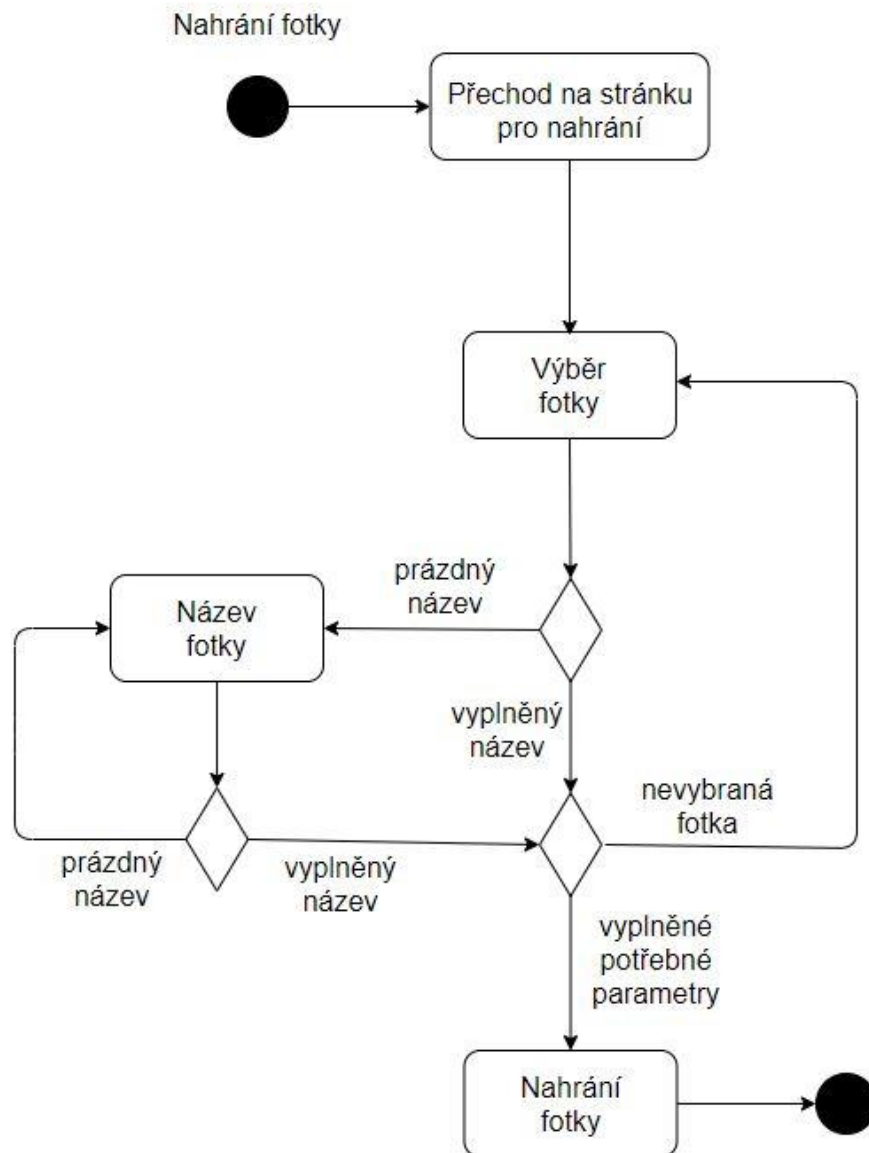 Nahrání fotky
Přechod na stránku
pro nahrání
Výběr
fotky
prázdný
název
Název
fotky
vyplněný
název
nevybraná
fotka
prázdný
název
vyplněný
název
vyplněné
potřebné
parametry
Nahrání
fotky